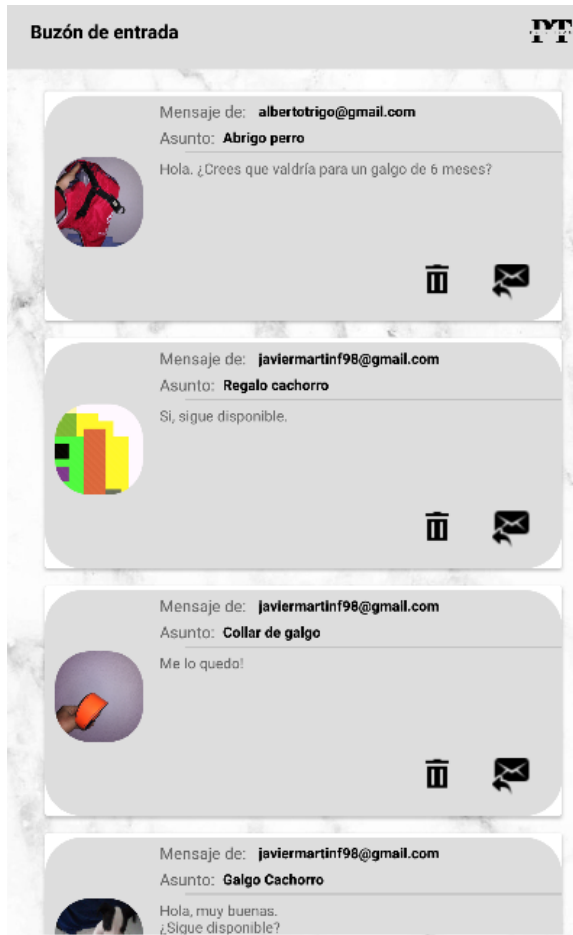 Buzón de entrada
PT
Mensaje de: albertotrigo@gmail.com
Asunto: Abrigo perro
Hola. ¿Crees que valdría para un galgo de 6 meses?
Mensaje de: javiermartinf98@gmail.com
Asunto: Regalo cachorro
Si, sigue disponible.
Mensaje de: javiermartinf98@gmail.com
Asunto: Collar de galgo
Me lo quedo!
Mensaje de: javiermartinf98@gmail.com
Asunto: Galgo Cachorro
Hola, muy buenas.
¿Sigue disponible?